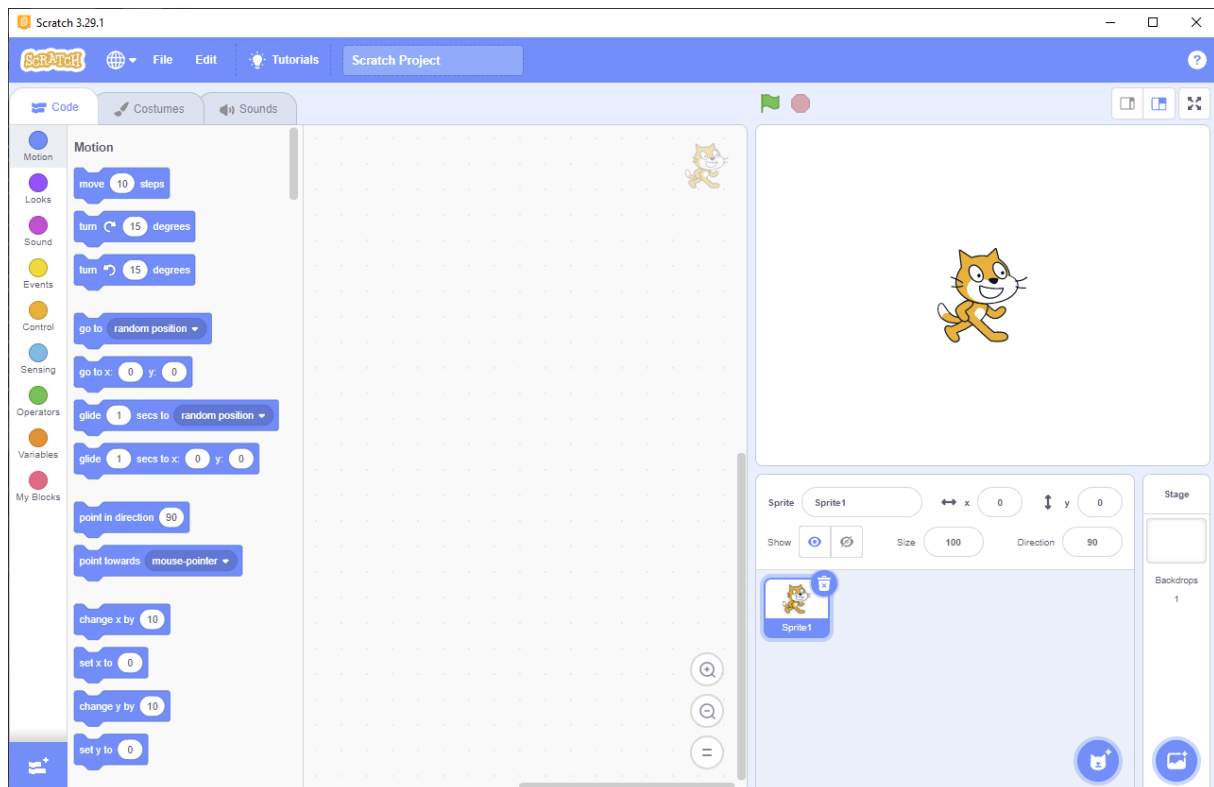 Scratch 3.29.1
SCRATCH File Edit Tutorials Scratch Project ?
Code Costumes Sounds
Motion
Looks
Sound
Events
Control
Sensing
Operators
Variables
My Blocks
Motion
move 10 steps
turn 15 degrees
turn 15 degrees
go to random position
go to x: 0 y: 0
glide 1 secs to random position
glide 1 secs to x: 0 y: 0
point in direction 90
point towards mouse-pointer
change x by 10
set x to 0
change y by 10
set y to 0
Sprite Sprite1 x 0 y 0
Show Size 100 Direction 90
Sprite1
Stage
Backdrops
1